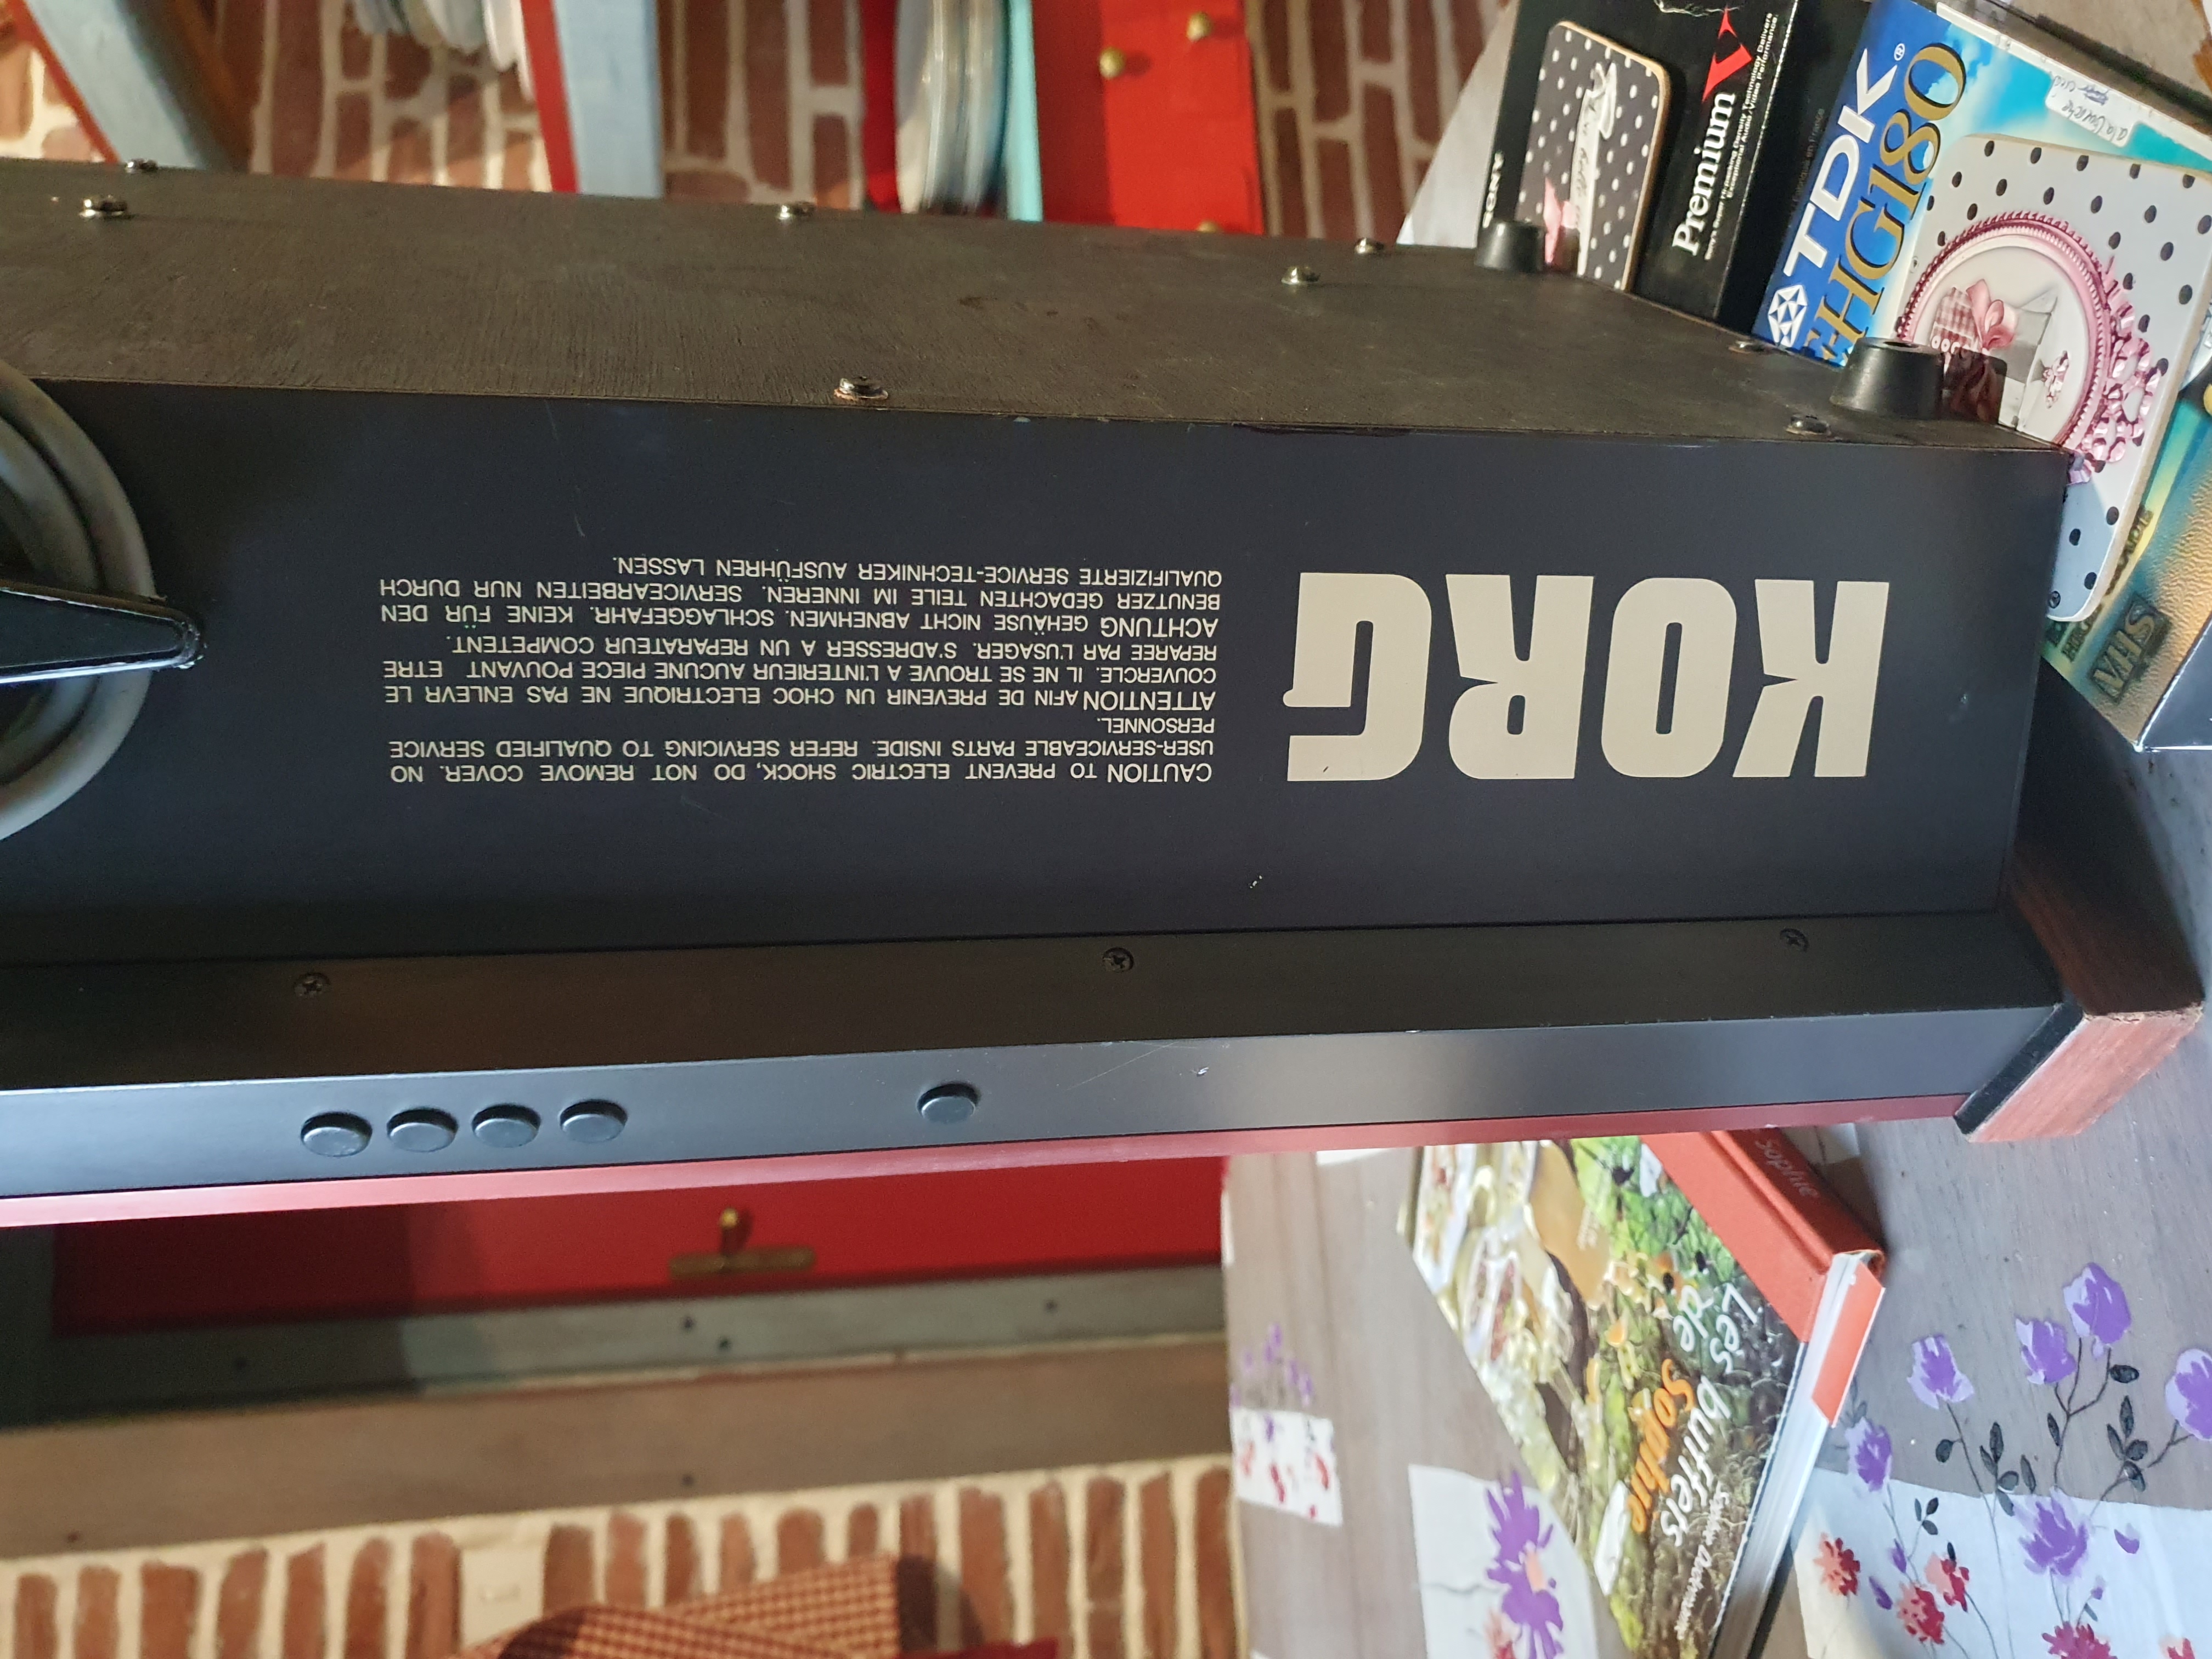 KORG
CAUTION TO PREVENT ELECTRIC SHOCK, DO NOT REMOVE COVER. NO
USER-SERVICEABLE PARTS INSIDE. REFER SERVICING TO QUALIFIED SERVICE
PERSONNEL.
ATTENTION AFIN DE PREVENIR UN CHOC ELECTRIQUE NE PAS ENLEVR LE
COUVERCLE. IL NE SE TROUVE A L'INTERIEUR AUCUNE PIECE POUVANT ETRE
REPAREE PAR L'USAGER. S'ADRESSER A UN REPARATEUR COMPETENT.
ACHTUNG GEHÄUSE NICHT ABNEHMEN. SCHLAGGEFAHR. KEINE FÜR DEN
BENUTZER GEDACHTEN TEILE IM INNEREN. SERVICEARBEITEN NUR DURCH
QUALIFIZIERTE SERVICE-TECHNIKER AUSFÜHREN LASSEN.
SONY
Premium V
TDK®
HG180
VHS
Sophie
Les buffets
de Sophie